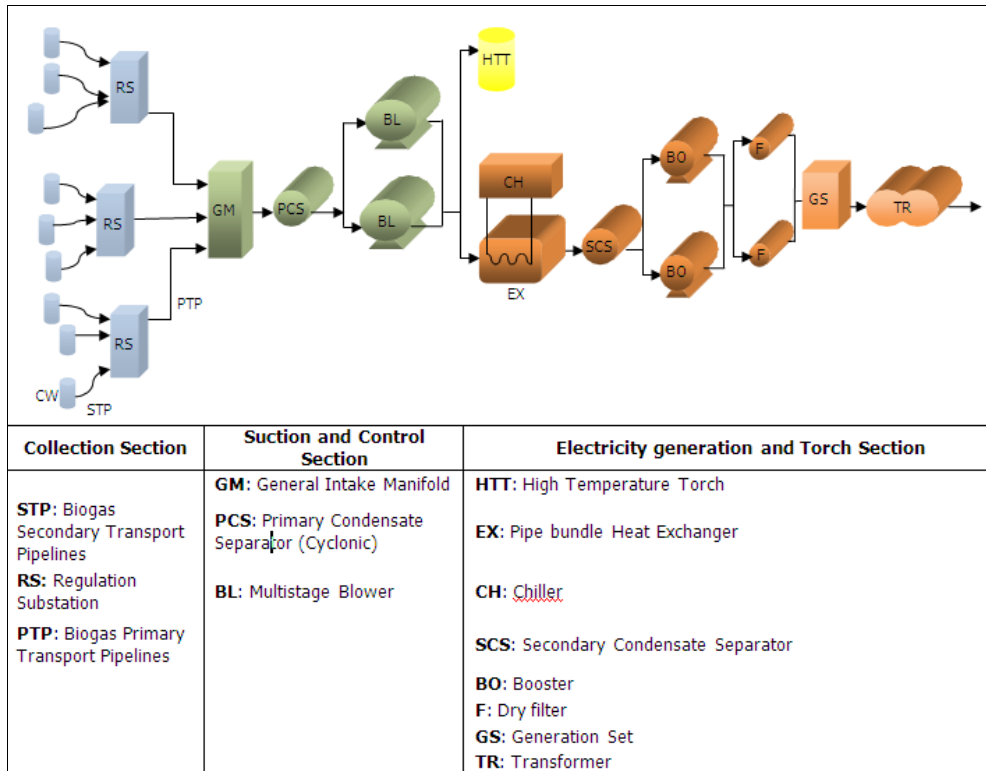 HTT
RS
BL
BO
F
CH
GS
GM
PCS
RS
BL
SCS
TR
BO
F
EX
PTP
RS
CW
STP
Collection Section
Suction and Control
Section
Electricity generation and Torch Section
STP: Biogas
Secondary Transport
Pipelines
RS: Regulation
Substation
PTP: Biogas Primary
Transport Pipelines
GM: General Intake Manifold
PCS: Primary Condensate
Separator (Cyclonic)
BL: Multistage Blower
HTT: High Temperature Torch
EX: Pipe bundle Heat Exchanger
CH: Chiller
SCS: Secondary Condensate Separator
BO: Booster
F: Dry filter
GS: Generation Set
TR: Transformer